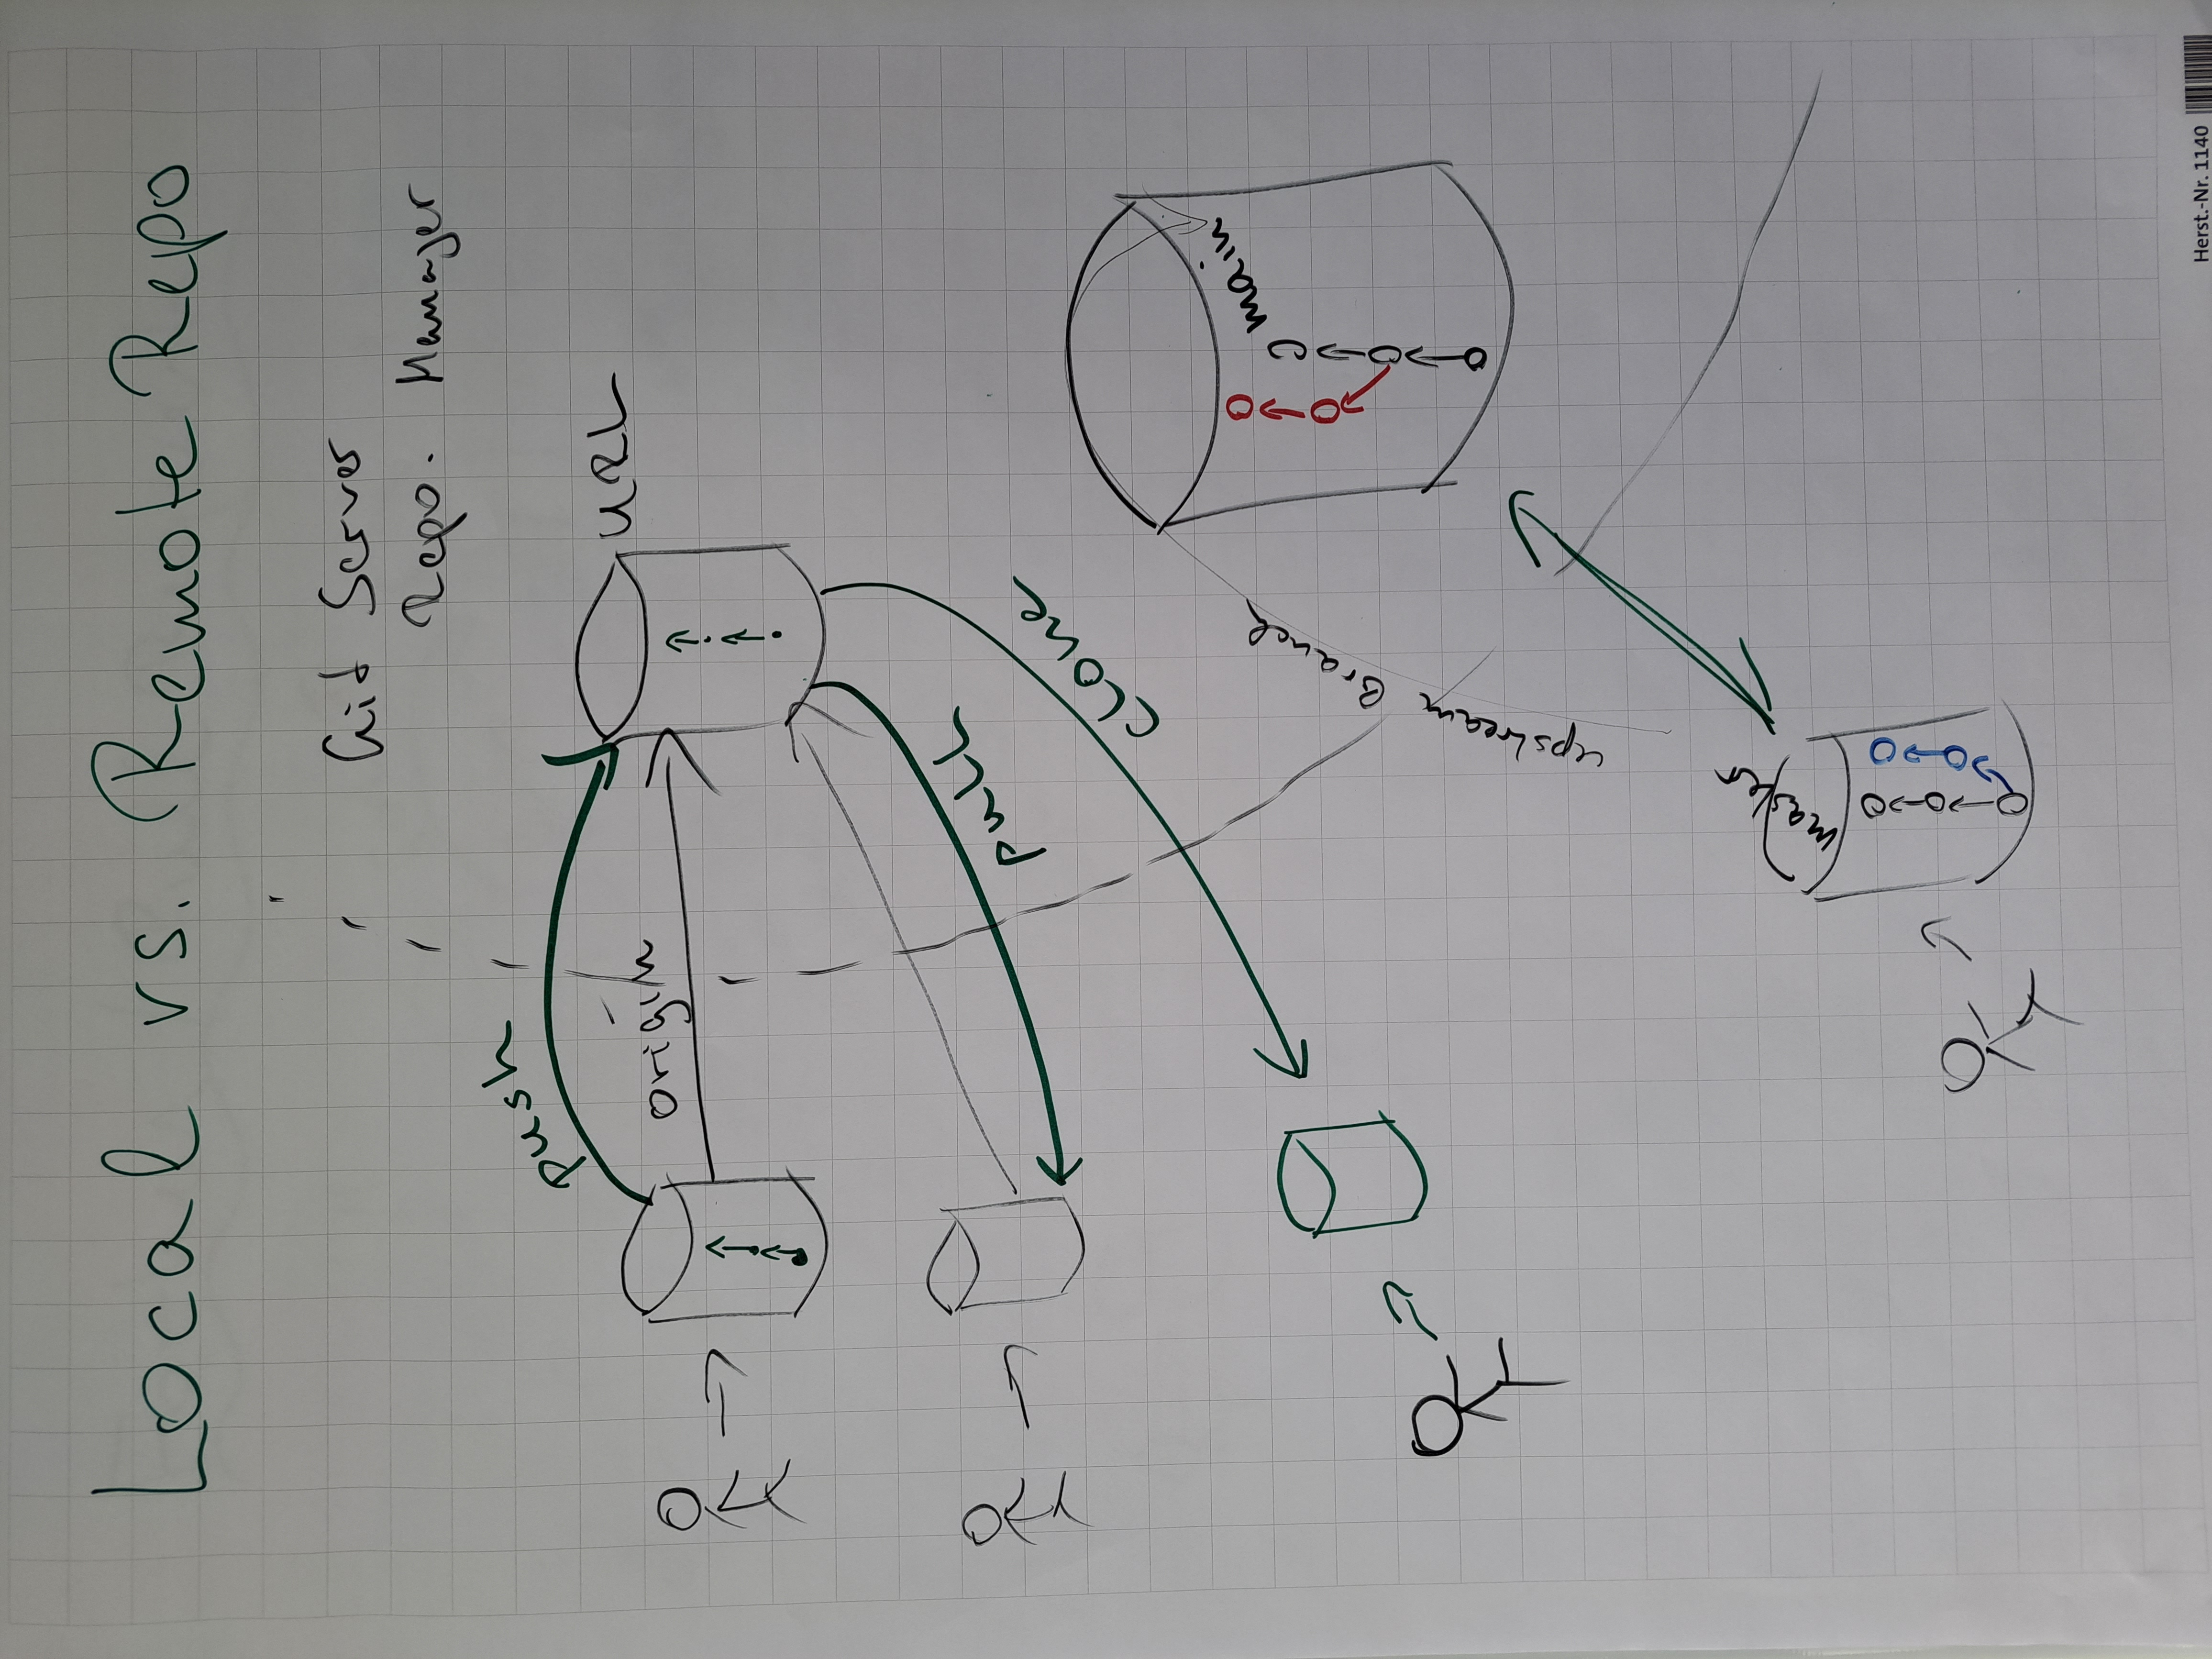 Local vs. Remote Repo
Git Server
Repo. Manager
push
origin
URL
pull
clone
main
upstream Branch
master
Herst.-Nr. 1140